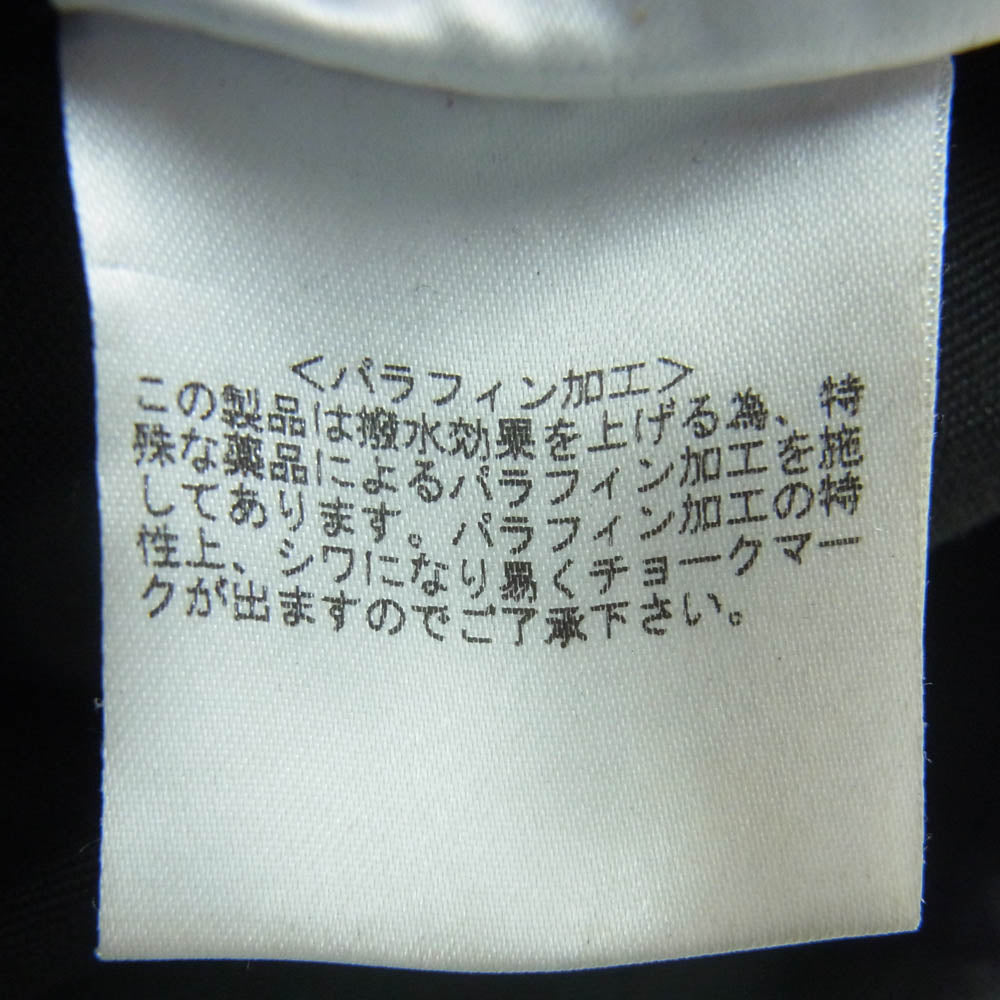 <パラフィン加工>
この製品は撥水効果を上げる為、特
殊な薬品によるパラフィン加工を施
してあります。パラフィン加工の特
性上、シワになり易くチョークマー
クが出ますのでご了承下さい。